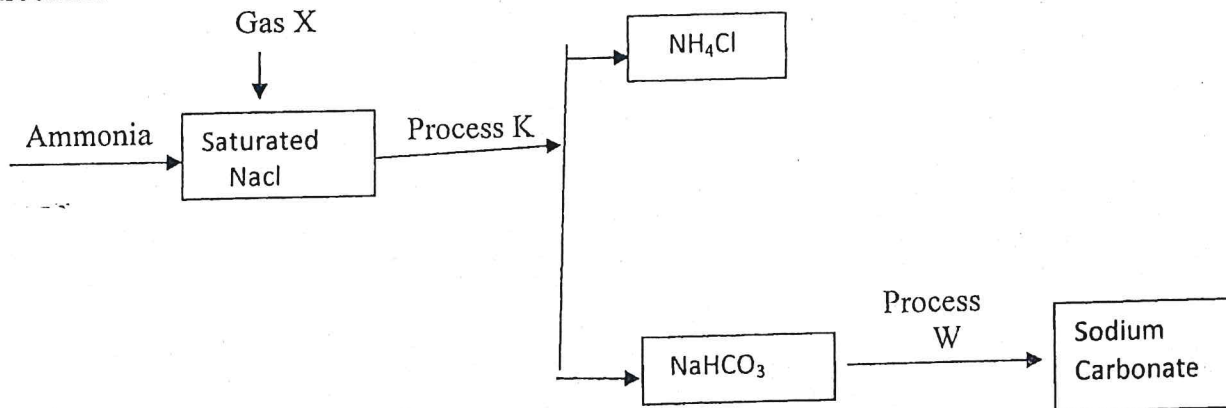 Gas X
NH₄Cl
Ammonia
Saturated
Nacl
Process K
Process
W
NaHCO₃
Sodium
Carbonate